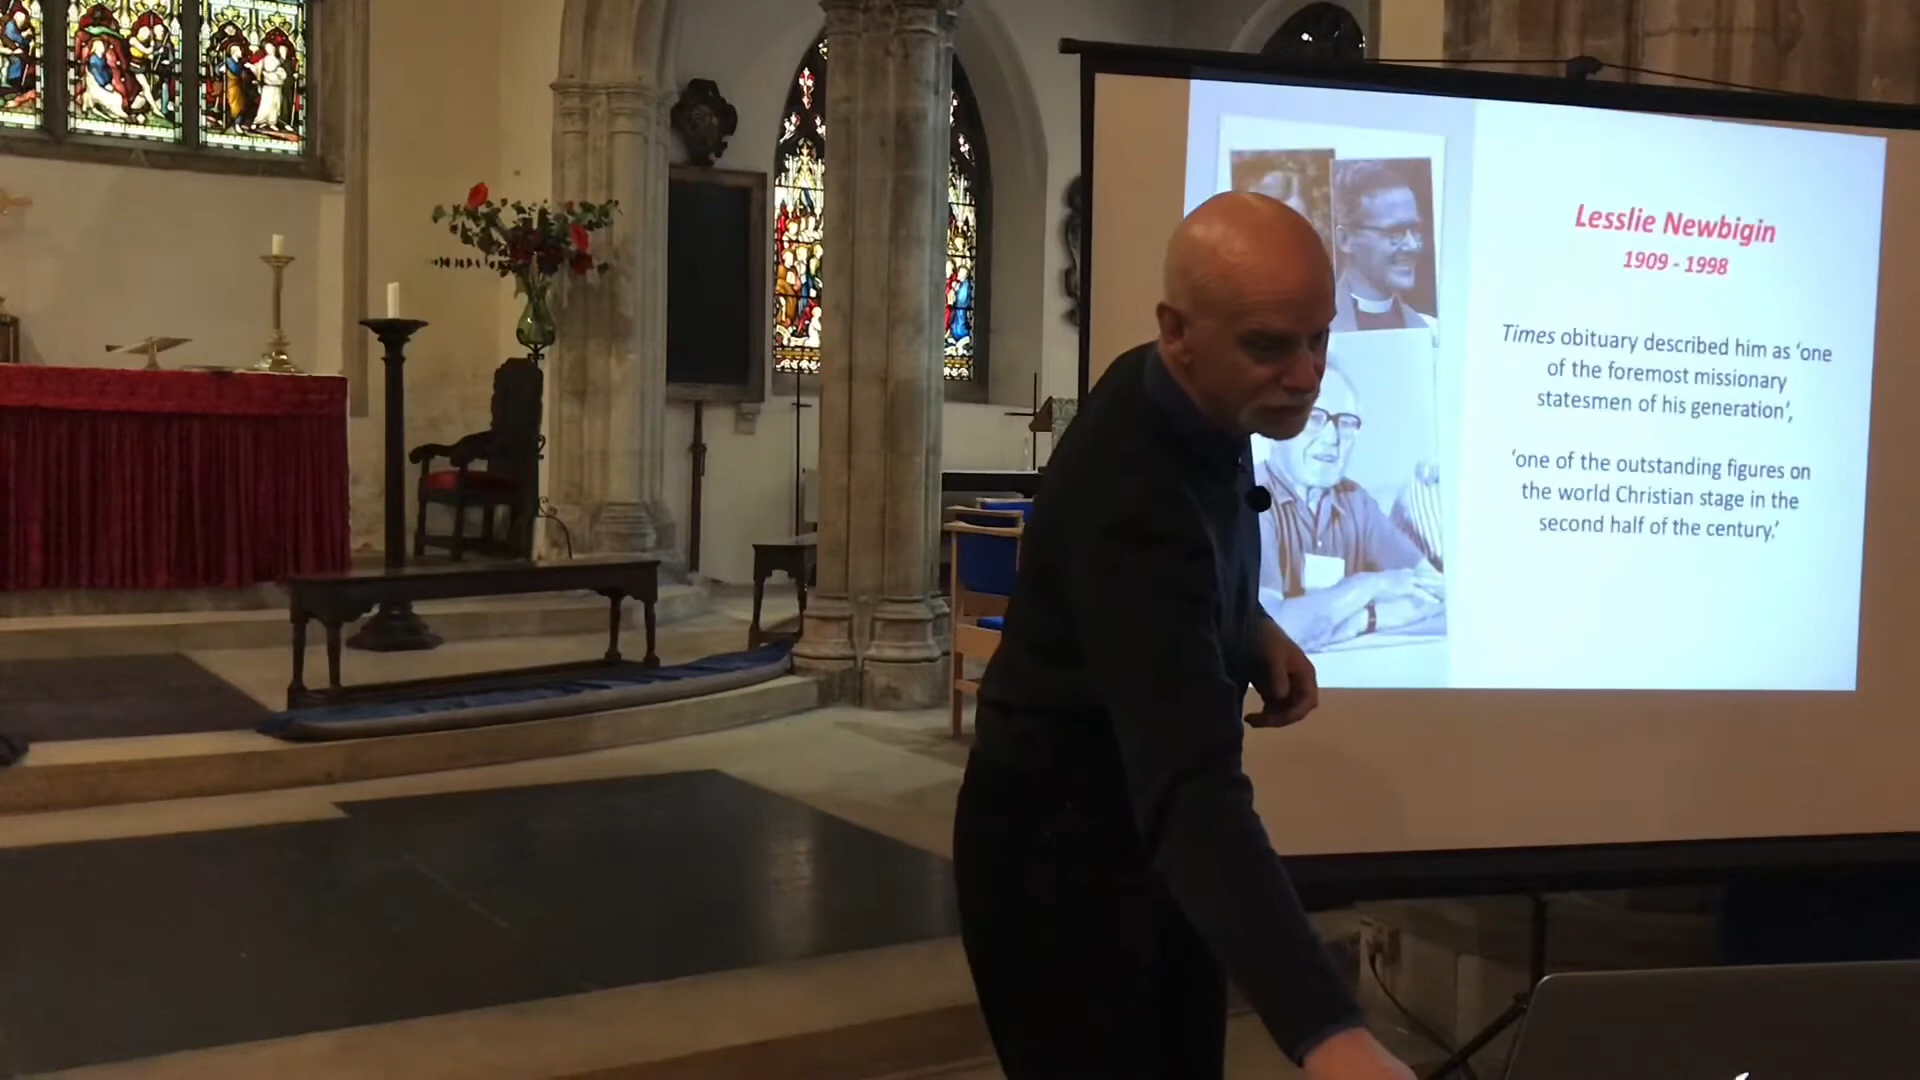 Lesslie Newbigin
1909 - 1998
Times obituary described him as ‘one
of the foremost missionary
statesmen of his generation’,
‘one of the outstanding figures on
the world Christian stage in the
second half of the century.’